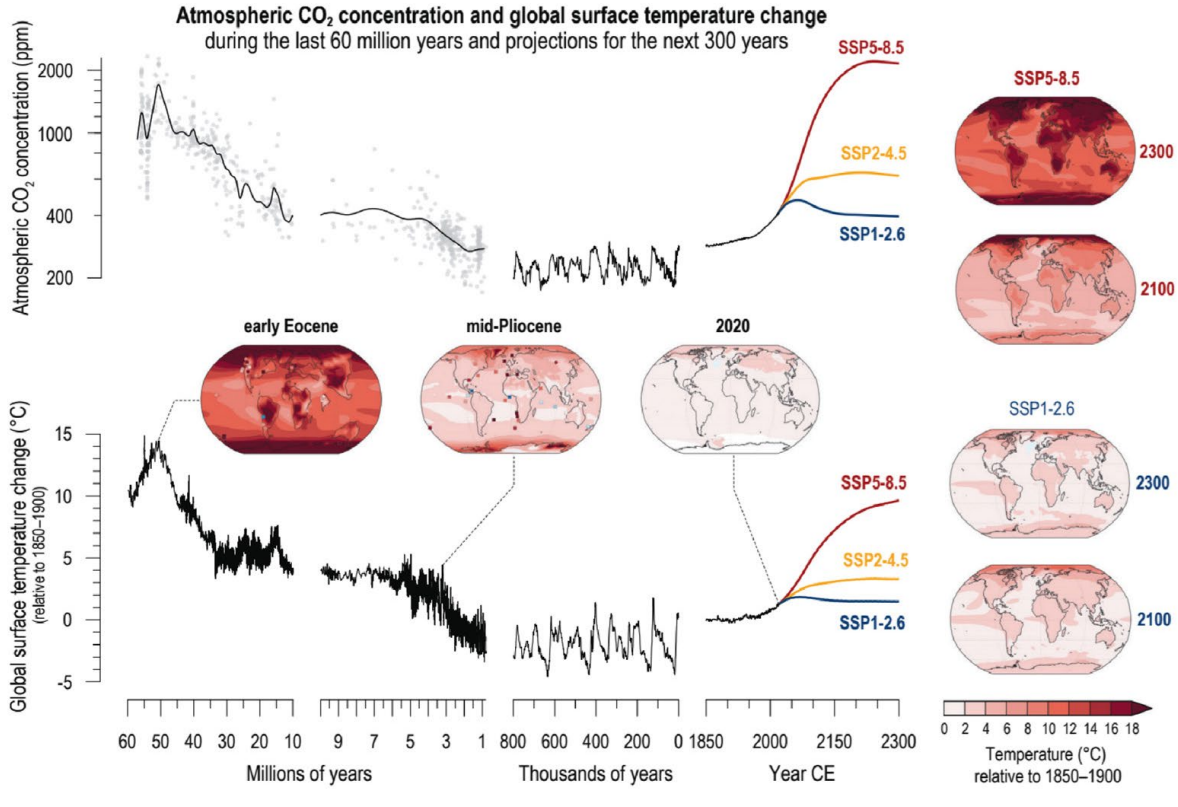 Atmospheric CO₂ concentration and global surface temperature change
during the last 60 million years and projections for the next 300 years
Atmospheric CO₂ concentration (ppm)
2000
1000
400
200
SSP5-8.5
SSP2-4.5
SSP1-2.6
SSP5-8.5
2300
2100
early Eocene
mid-Pliocene
2020
Global surface temperature change (°C)
(relative to 1850–1900)
15
10
5
0
-5
SSP5-8.5
SSP2-4.5
SSP1-2.6
SSP1-2.6
2300
2100
60 50 40 30 20 10
9 7 5 3 1
800 600 400 200 0
1850 2000 2150 2300
Millions of years
Thousands of years
Year CE
0 2 4 6 8 10 12 14 16 18
Temperature (°C)
relative to 1850–1900